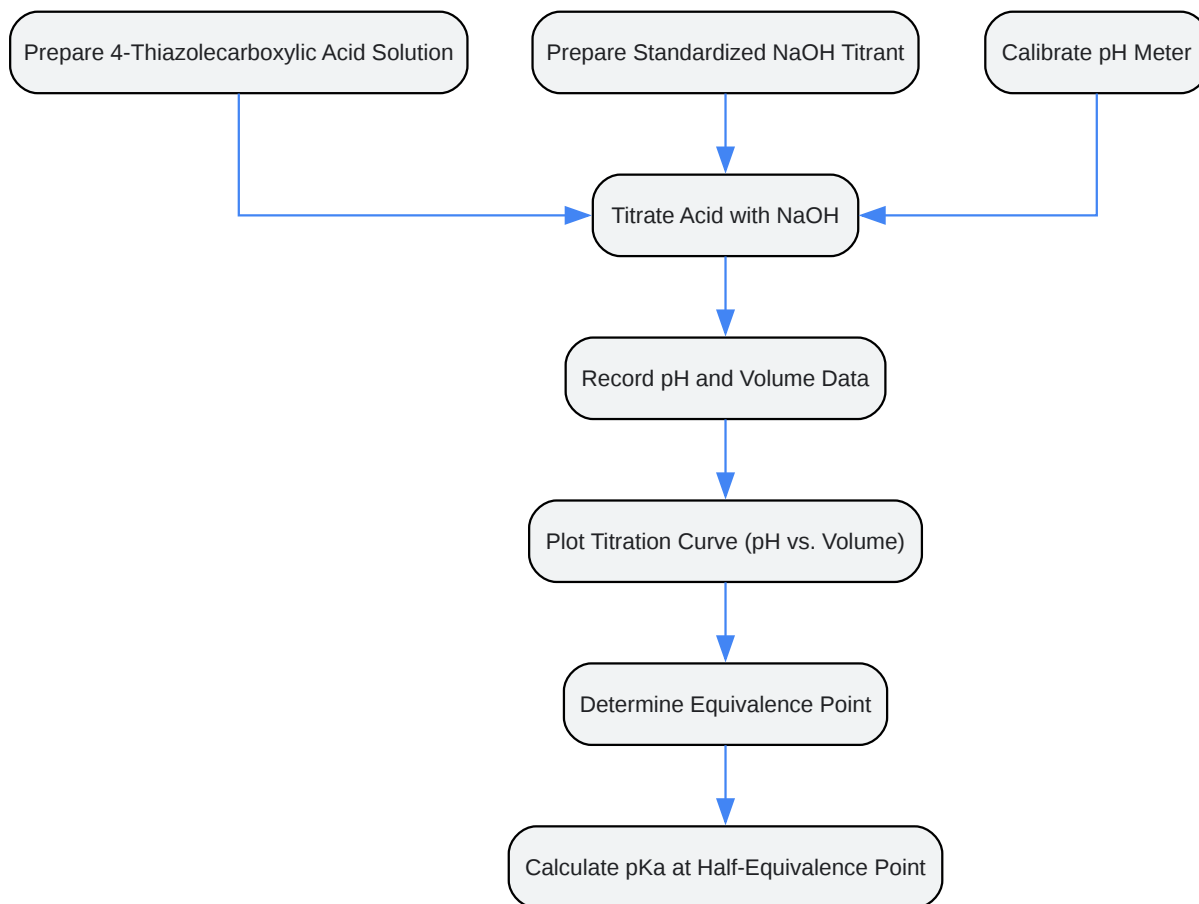 Prepare 4-Thiazolecarboxylic Acid Solution
Prepare Standardized NaOH Titrant
Calibrate pH Meter
Titrate Acid with NaOH
Record pH and Volume Data
Plot Titration Curve (pH vs. Volume)
Determine Equivalence Point
Calculate pKa at Half-Equivalence Point